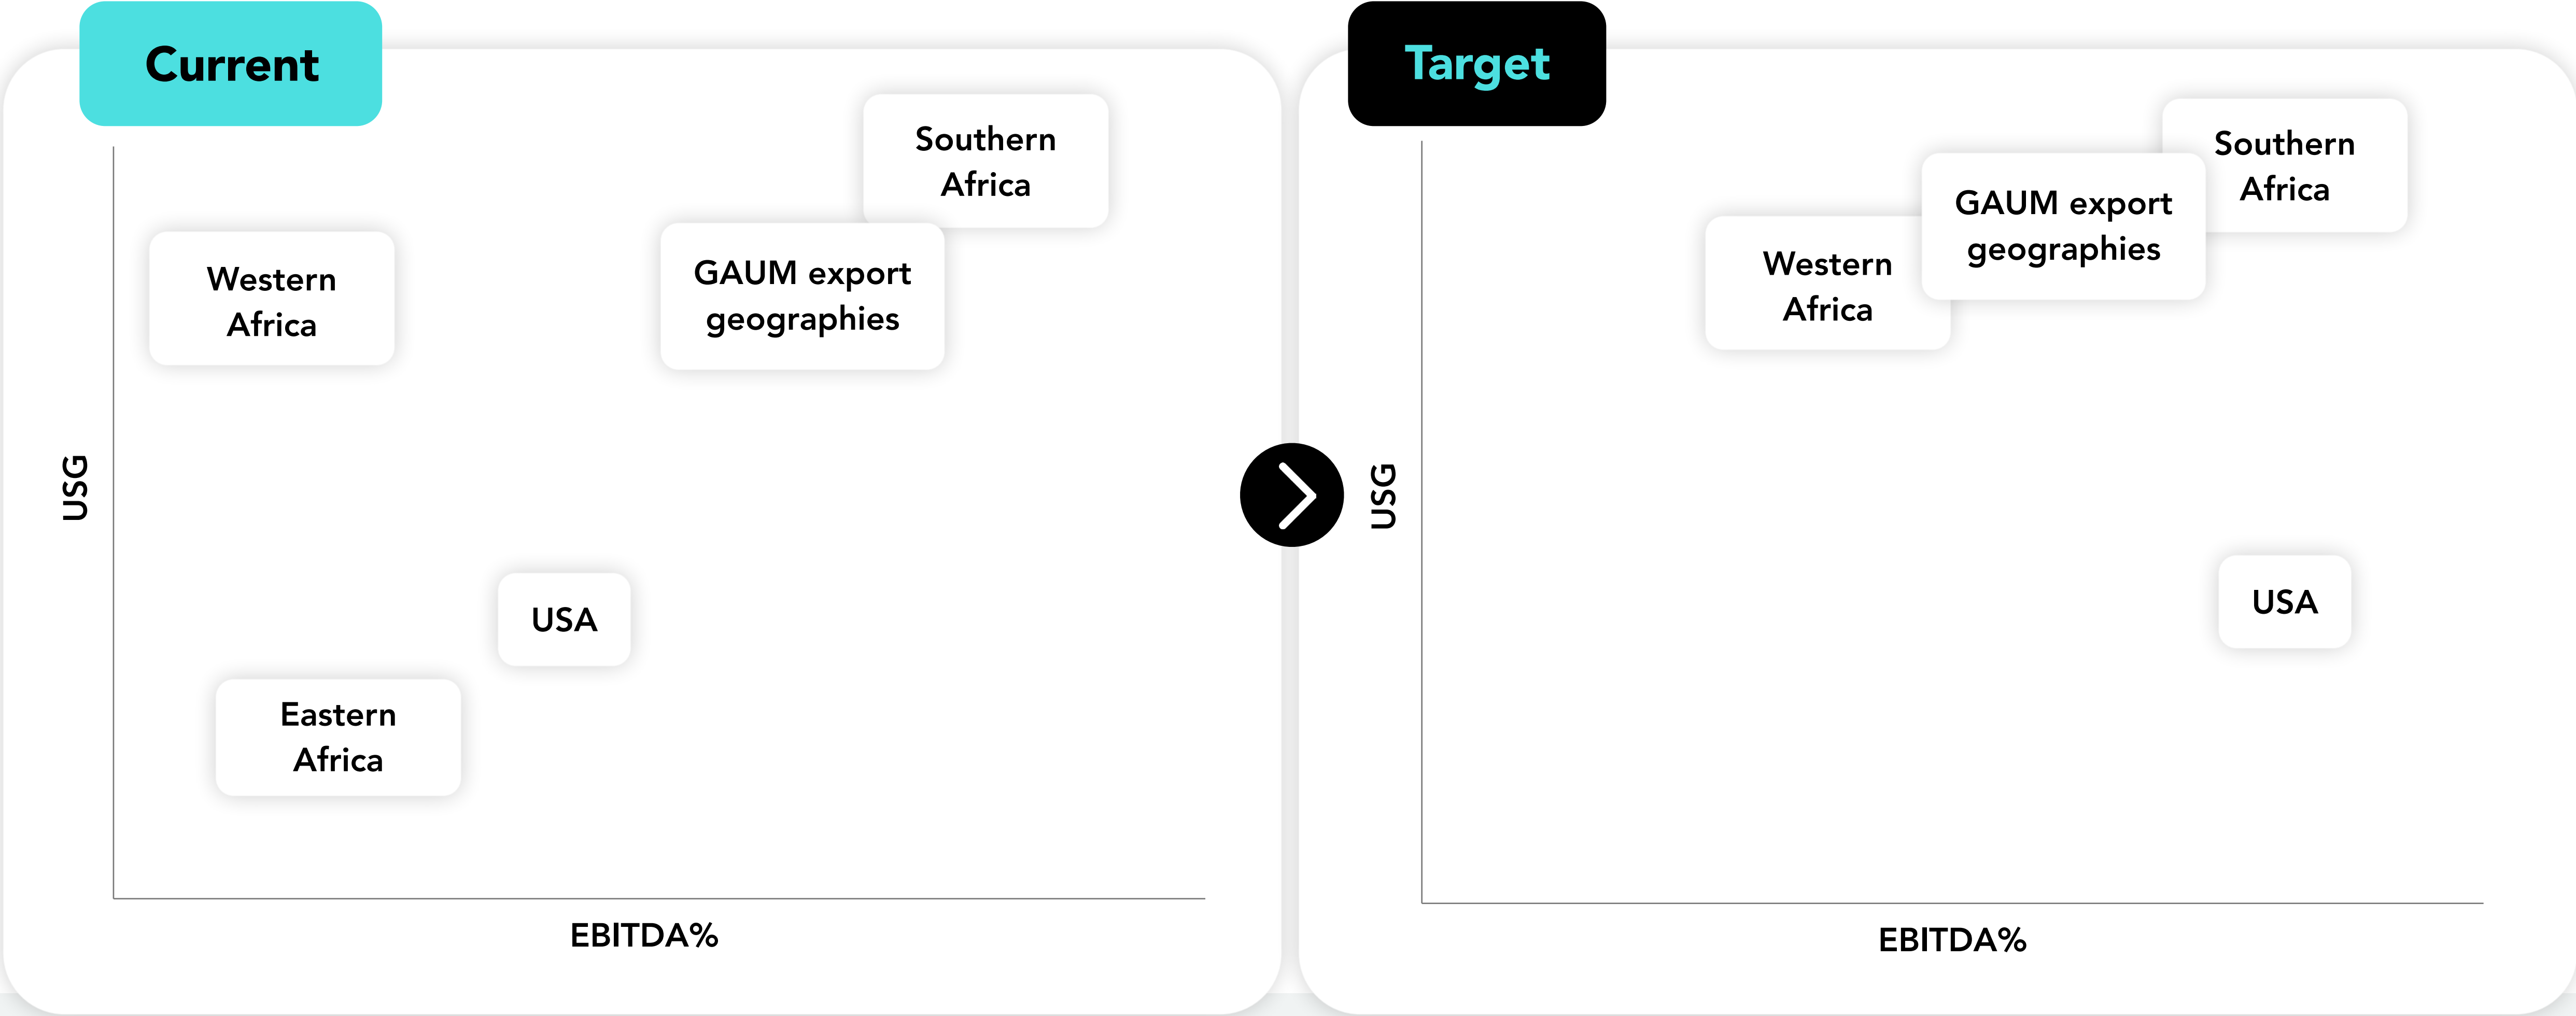 Current
Southern
Africa
Western
Africa
GAUM export
geographies
USG
USA
Eastern
Africa
EBITDA%
Target
Southern
Africa
GAUM export
geographies
Western
Africa
USG
USA
EBITDA%